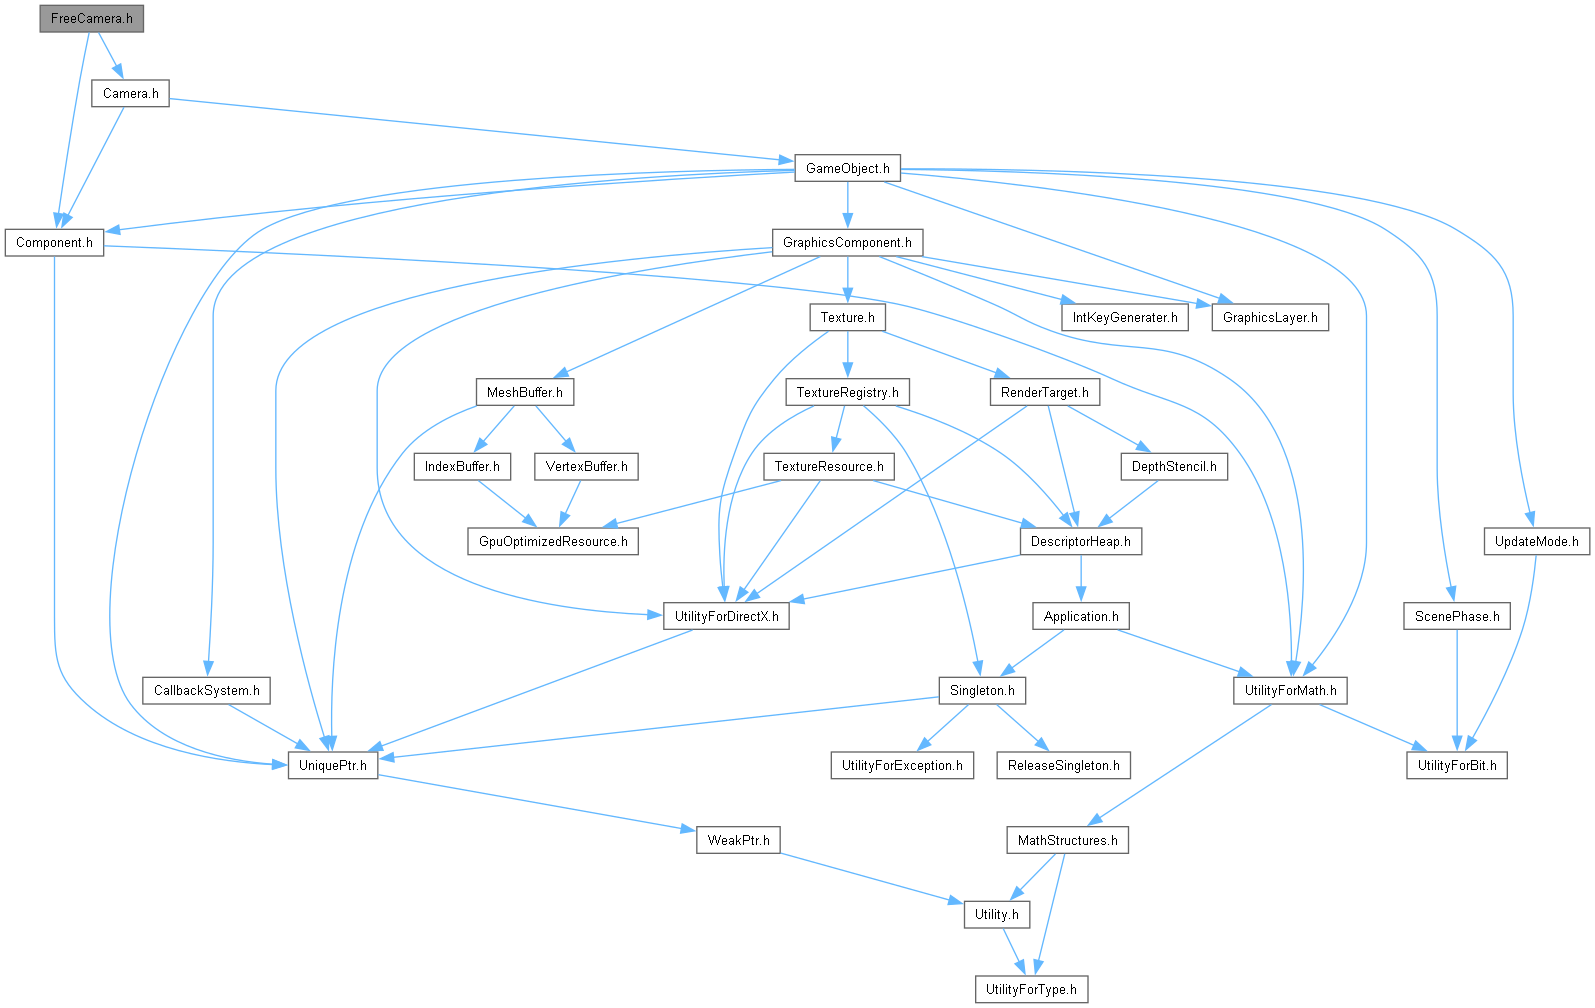 FreeCamera.h
Camera.h
GameObject.h
Component.h
GraphicsComponent.h
Texture.h
IntKeyGenerater.h
GraphicsLayer.h
MeshBuffer.h
TextureRegistry.h
RenderTarget.h
IndexBuffer.h
VertexBuffer.h
TextureResource.h
DepthStencil.h
GpuOptimizedResource.h
DescriptorHeap.h
UpdateMode.h
UtilityForDirectX.h
Application.h
ScenePhase.h
CallbackSystem.h
Singleton.h
UtilityForMath.h
UniquePtr.h
UtilityForException.h
ReleaseSingleton.h
UtilityForBit.h
WeakPtr.h
MathStructures.h
Utility.h
UtilityForType.h